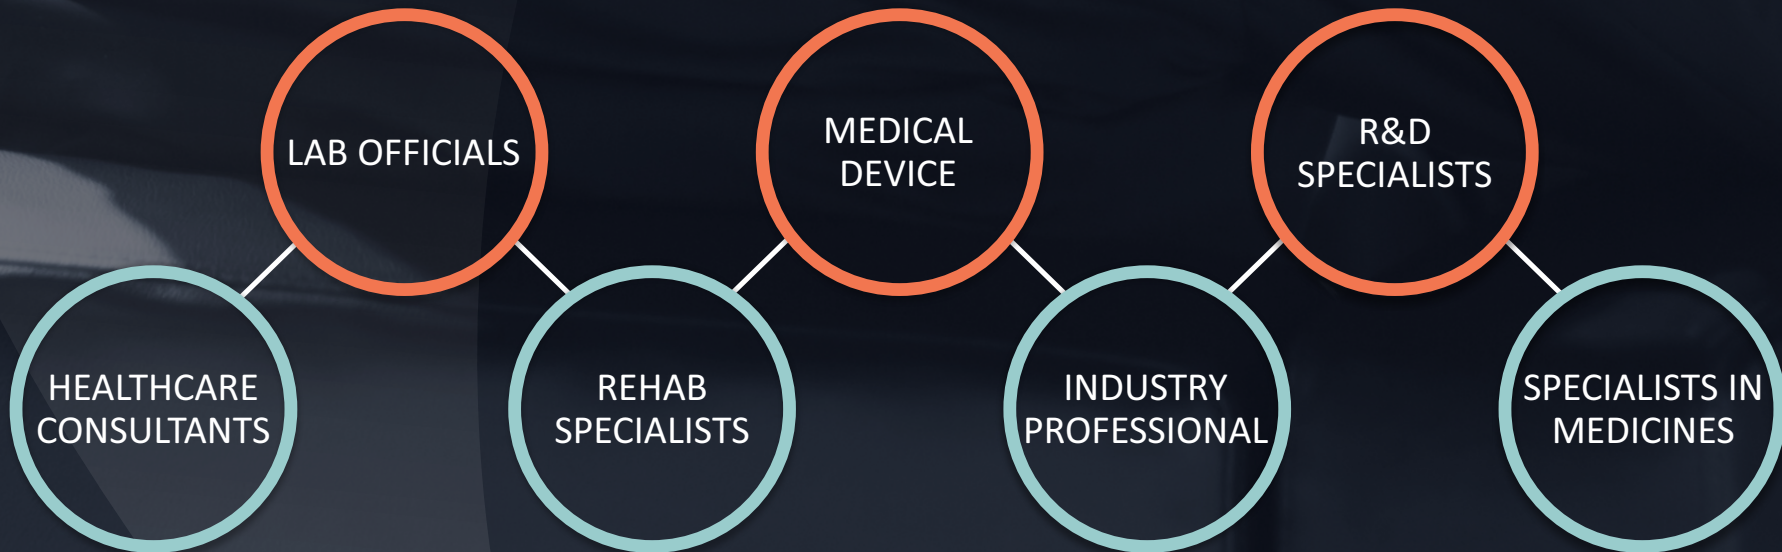 LAB OFFICIALS
MEDICAL
DEVICE
R&D
SPECIALISTS
HEALTHCARE
CONSULTANTS
REHAB
SPECIALISTS
INDUSTRY
PROFESSIONAL
SPECIALISTS IN
MEDICINES